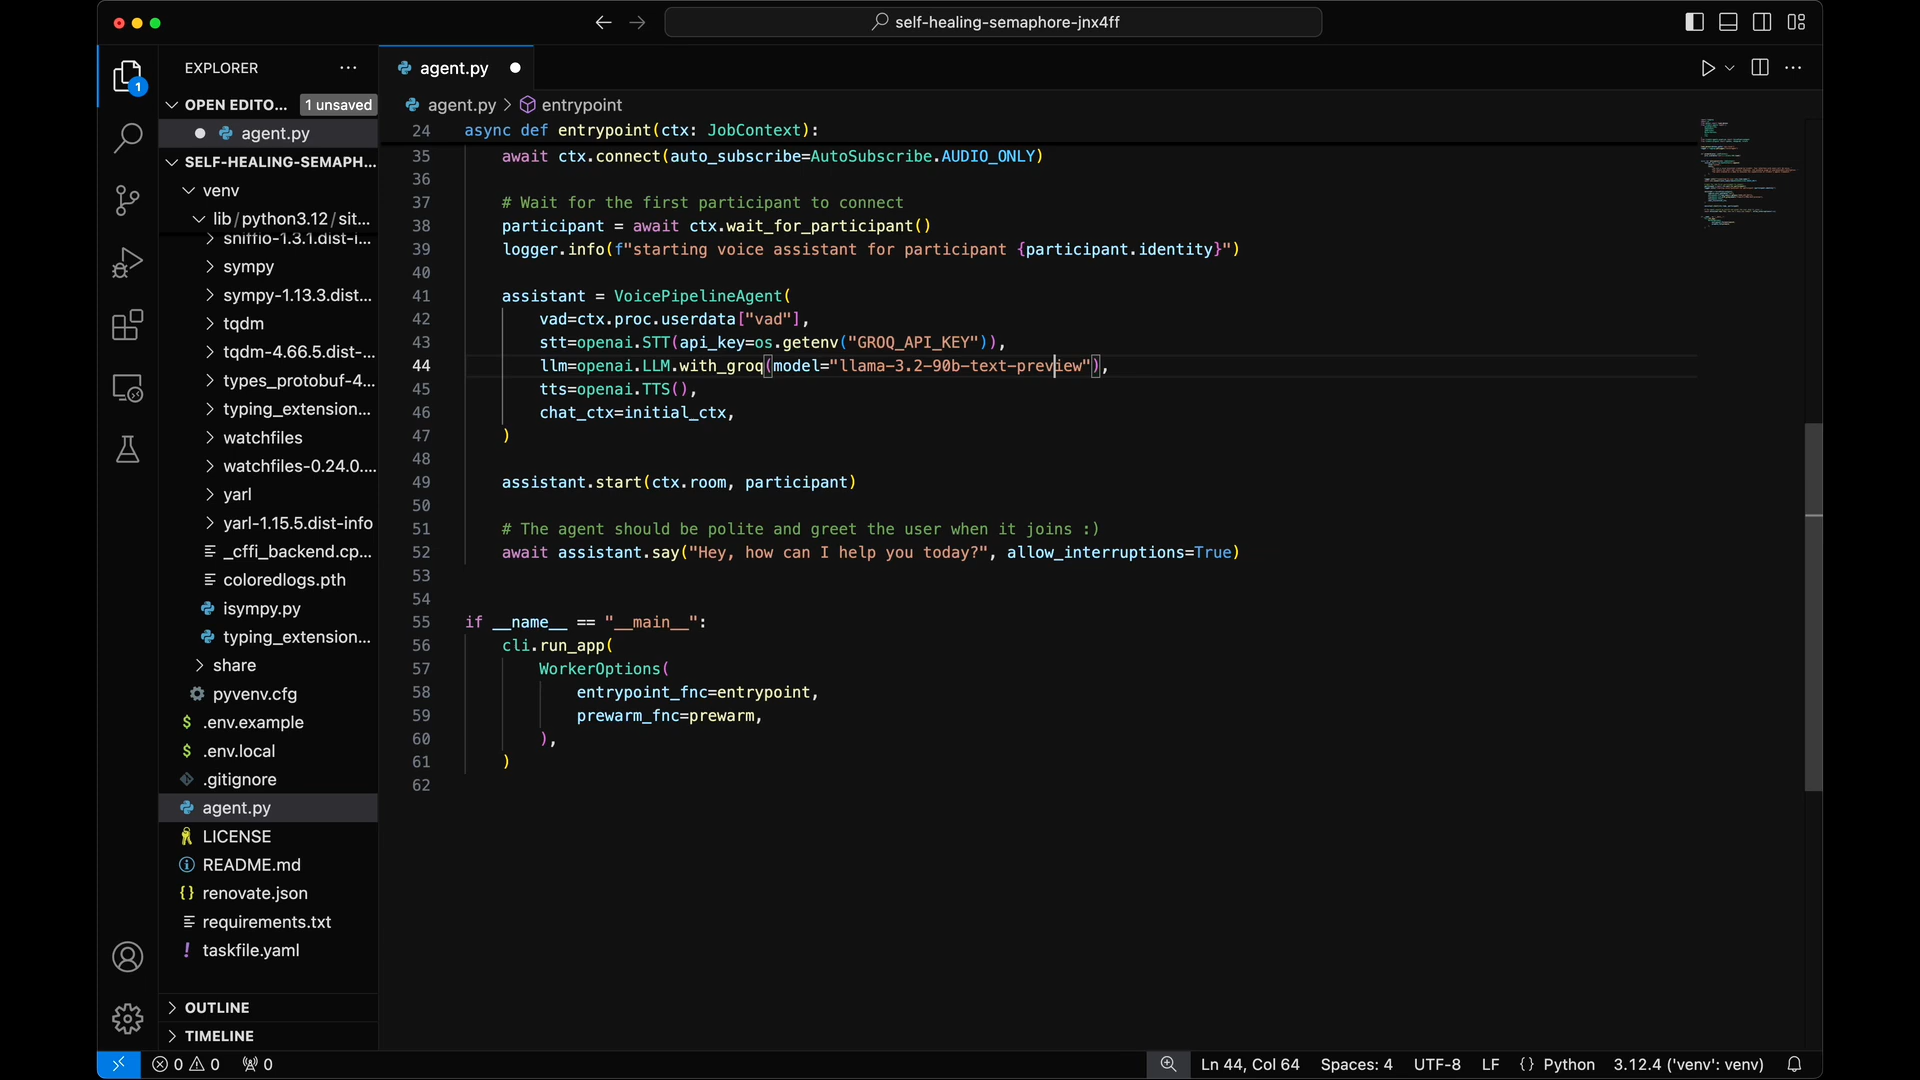 self-healing-semaphore-jnx4ff
EXPLORER
agent.py
OPEN EDITO... 1 unsaved
agent.py > entrypoint
agent.py
SELF-HEALING-SEMAPH...
venv
lib/python3.12/sit...
sniffio-1.3.1.dist-i...
sympy
sympy-1.13.3.dist...
tqdm
tqdm-4.66.5.dist-...
types_protobuf-4...
typing_extension...
watchfiles
watchfiles-0.24.0....
yarl
yarl-1.15.5.dist-info
_cffi_backend.cp...
coloredlogs.pth
isympy.py
typing_extension...
share
pyvenv.cfg
.env.example
.env.local
.gitignore
agent.py
LICENSE
README.md
renovate.json
requirements.txt
taskfile.yaml
OUTLINE
TIMELINE
24 async def entrypoint(ctx: JobContext):
35     await ctx.connect(auto_subscribe=AutoSubscribe.AUDIO_ONLY)
36
37     # Wait for the first participant to connect
38     participant = await ctx.wait_for_participant()
39     logger.info(f"starting voice assistant for participant {participant.identity}")
40
41     assistant = VoicePipelineAgent(
42         vad=ctx.proc.userdata["vad"],
43         stt=openai.STT(api_key=os.getenv("GROQ_API_KEY")),
44         llm=openai.LLM.with_groq(model="llama-3.2-90b-text-preview"),
45         tts=openai.TTS(),
46         chat_ctx=initial_ctx,
47     )
48
49     assistant.start(ctx.room, participant)
50
51     # The agent should be polite and greet the user when it joins :)
52     await assistant.say("Hey, how can I help you today?", allow_interruptions=True)
53
54
55 if __name__ == "__main__":
56     cli.run_app(
57         WorkerOptions(
58             entrypoint_fnc=entrypoint,
59             prewarm_fnc=prewarm,
60         ),
61     )
62
1
0 0 0 Ln 44, Col 64 Spaces: 4 UTF-8 LF {} Python 3.12.4 ('venv': venv)